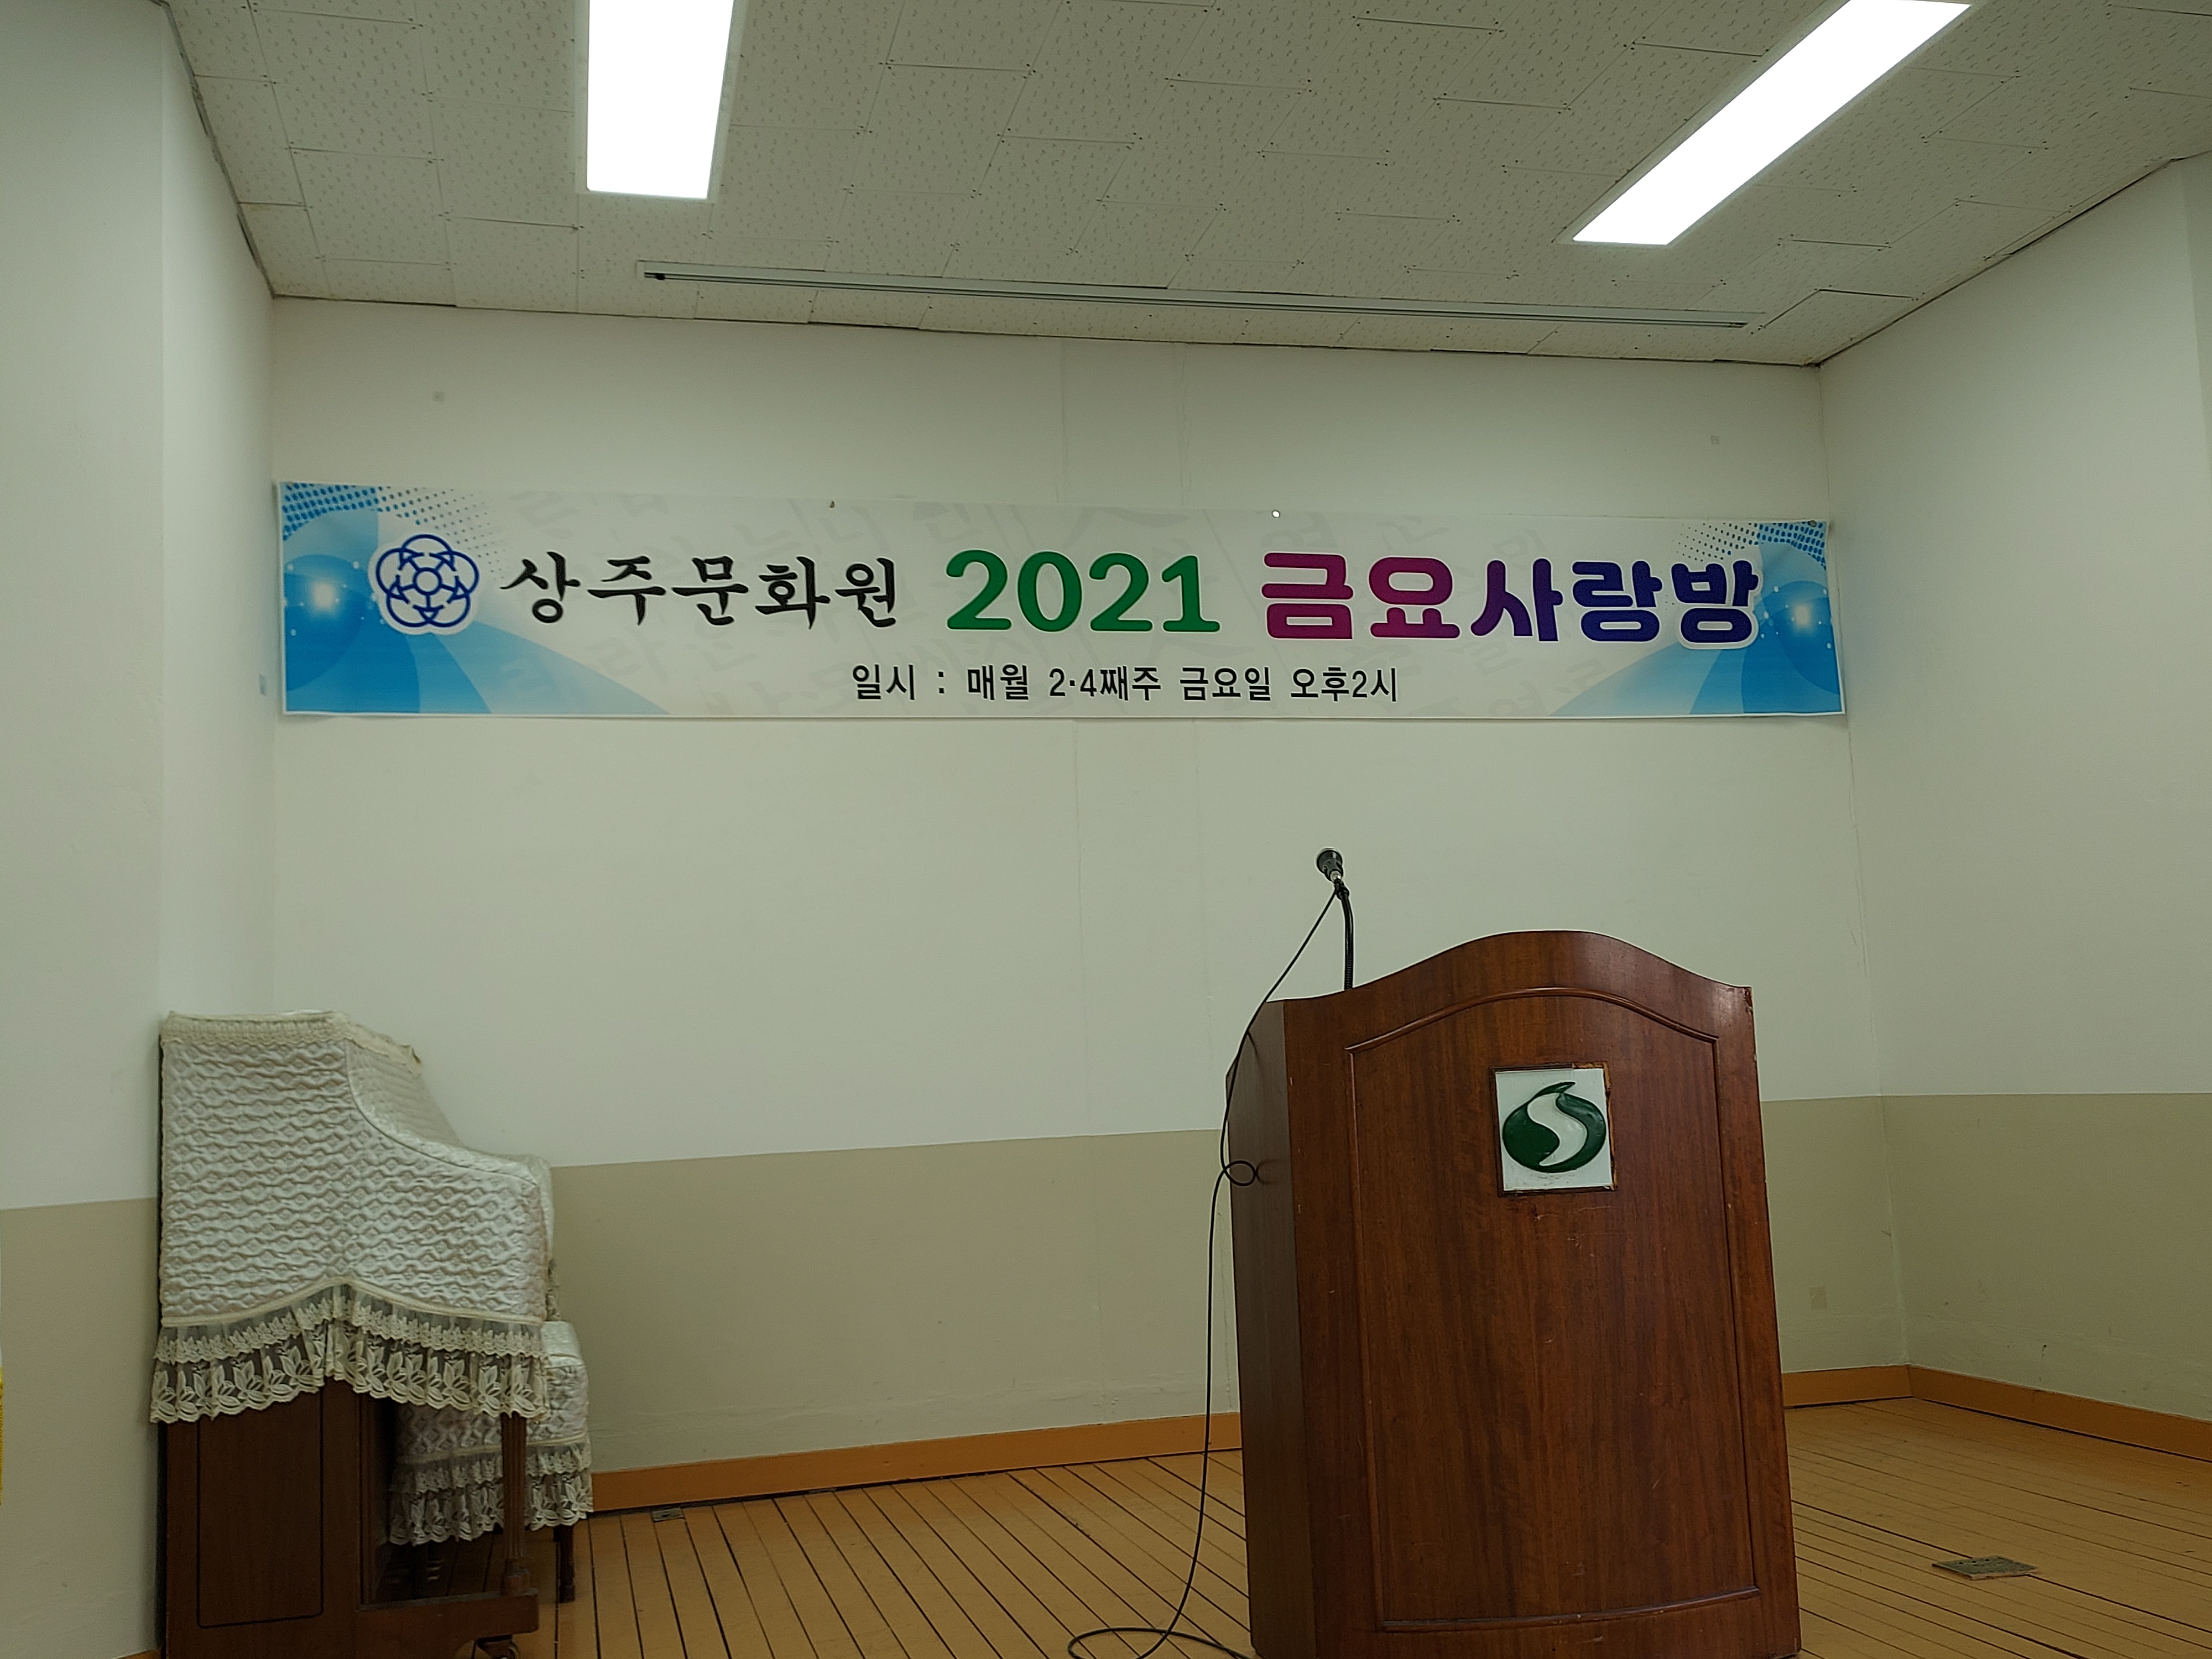 상주문화원 2021 금요사랑방
일시 : 매월 2·4째주 금요일 오후2시